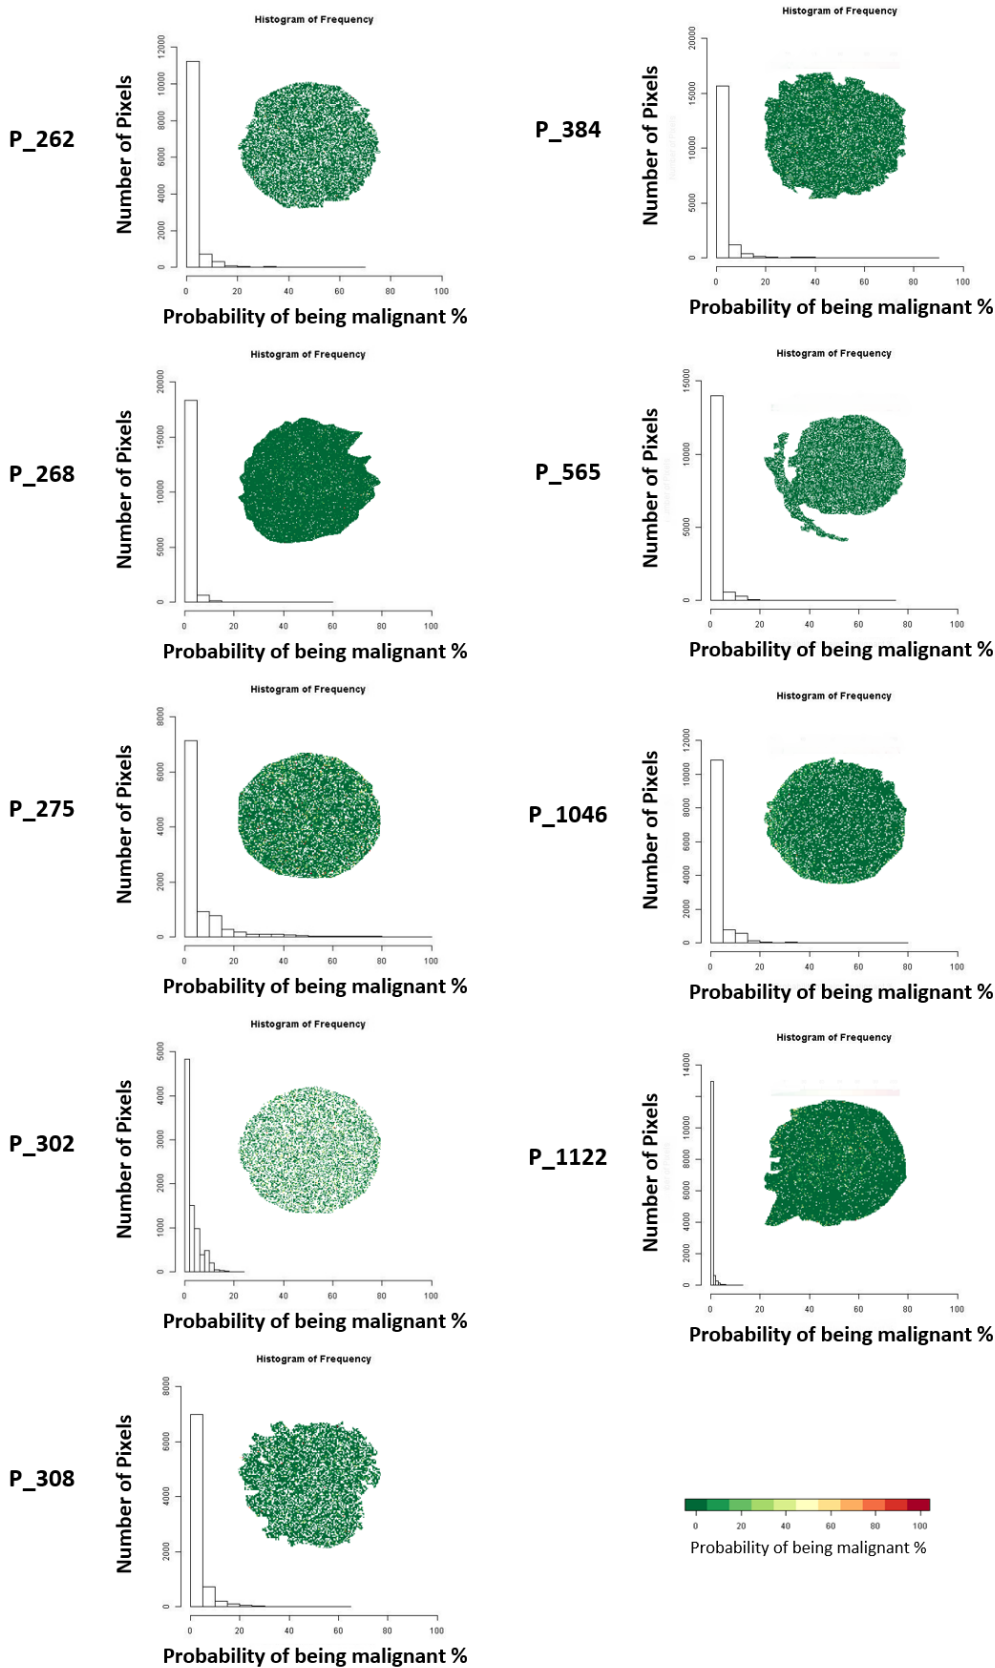 Histogram of Frequency
P_262
Number of Pixels
0 2000 4000 6000 8000 10000 12000
0 20 40 60 80 100
Probability of being malignant %
Histogram of Frequency
P_384
Number of Pixels
0 5000 10000 15000 20000
0 20 40 60 80 100
Probability of being malignant %
Histogram of Frequency
P_268
Number of Pixels
0 5000 10000 15000 20000
0 20 40 60 80 100
Probability of being malignant %
Histogram of Frequency
P_565
Number of Pixels
0 5000 10000 15000
0 20 40 60 80 100
Probability of being malignant %
Histogram of Frequency
P_275
Number of Pixels
0 2000 4000 6000 8000
0 20 40 60 80 100
Probability of being malignant %
Histogram of Frequency
P_1046
Number of Pixels
0 2000 4000 6000 8000 10000 12000
0 20 40 60 80 100
Probability of being malignant %
Histogram of Frequency
P_302
Number of Pixels
0 1000 2000 3000 4000 5000
0 20 40 60 80 100
Probability of being malignant %
Histogram of Frequency
P_1122
Number of Pixels
0 2000 4000 6000 8000 10000 14000
0 20 40 60 80 100
Probability of being malignant %
Histogram of Frequency
P_308
Number of Pixels
0 2000 4000 6000 8000
0 20 40 60 80 100
Probability of being malignant %
0 20 40 60 80 100
Probability of being malignant %